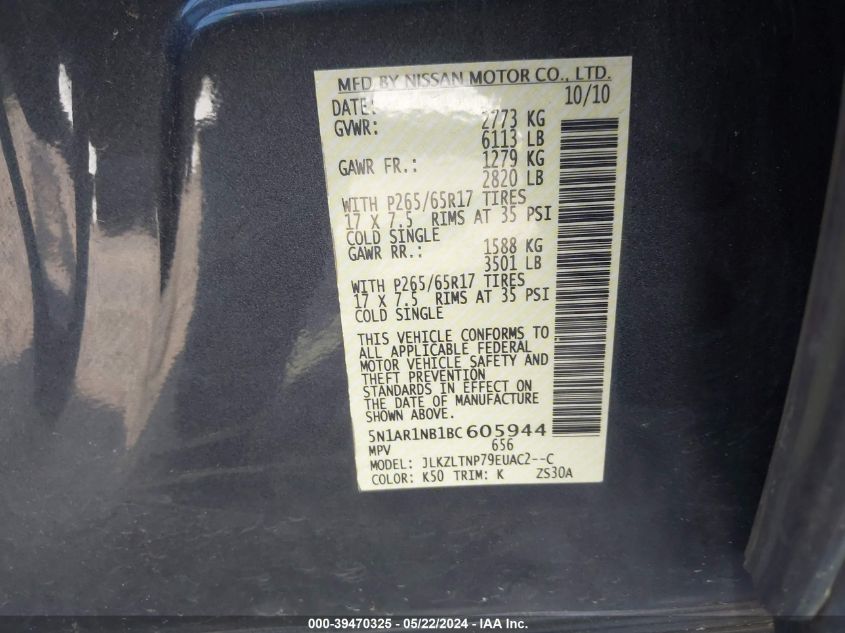 MFD BY NISSAN MOTOR CO., LTD.
DATE: 10/10
GVWR: 2773 KG
6113 LB
GAWR FR.: 1279 KG
2820 LB
WITH P265/65R17 TIRES
17 X 7.5 RIMS AT 35 PSI
COLD SINGLE
GAWR RR.: 1588 KG
3501 LB
WITH P265/65R17 TIRES
17 X 7.5 RIMS AT 35 PSI
COLD SINGLE
THIS VEHICLE CONFORMS TO
ALL APPLICABLE FEDERAL
MOTOR VEHICLE SAFETY AND
THEFT PREVENTION
STANDARDS IN EFFECT ON
THE DATE OF MANUFACTURE
SHOWN ABOVE.
5N1AR1NB1BC 605944
MPV 656
MODEL: JLKZLTNP79EUAC2--C
COLOR: K50 TRIM: K ZS30A
000-39470325 - 05/22/2024 - IAA Inc.